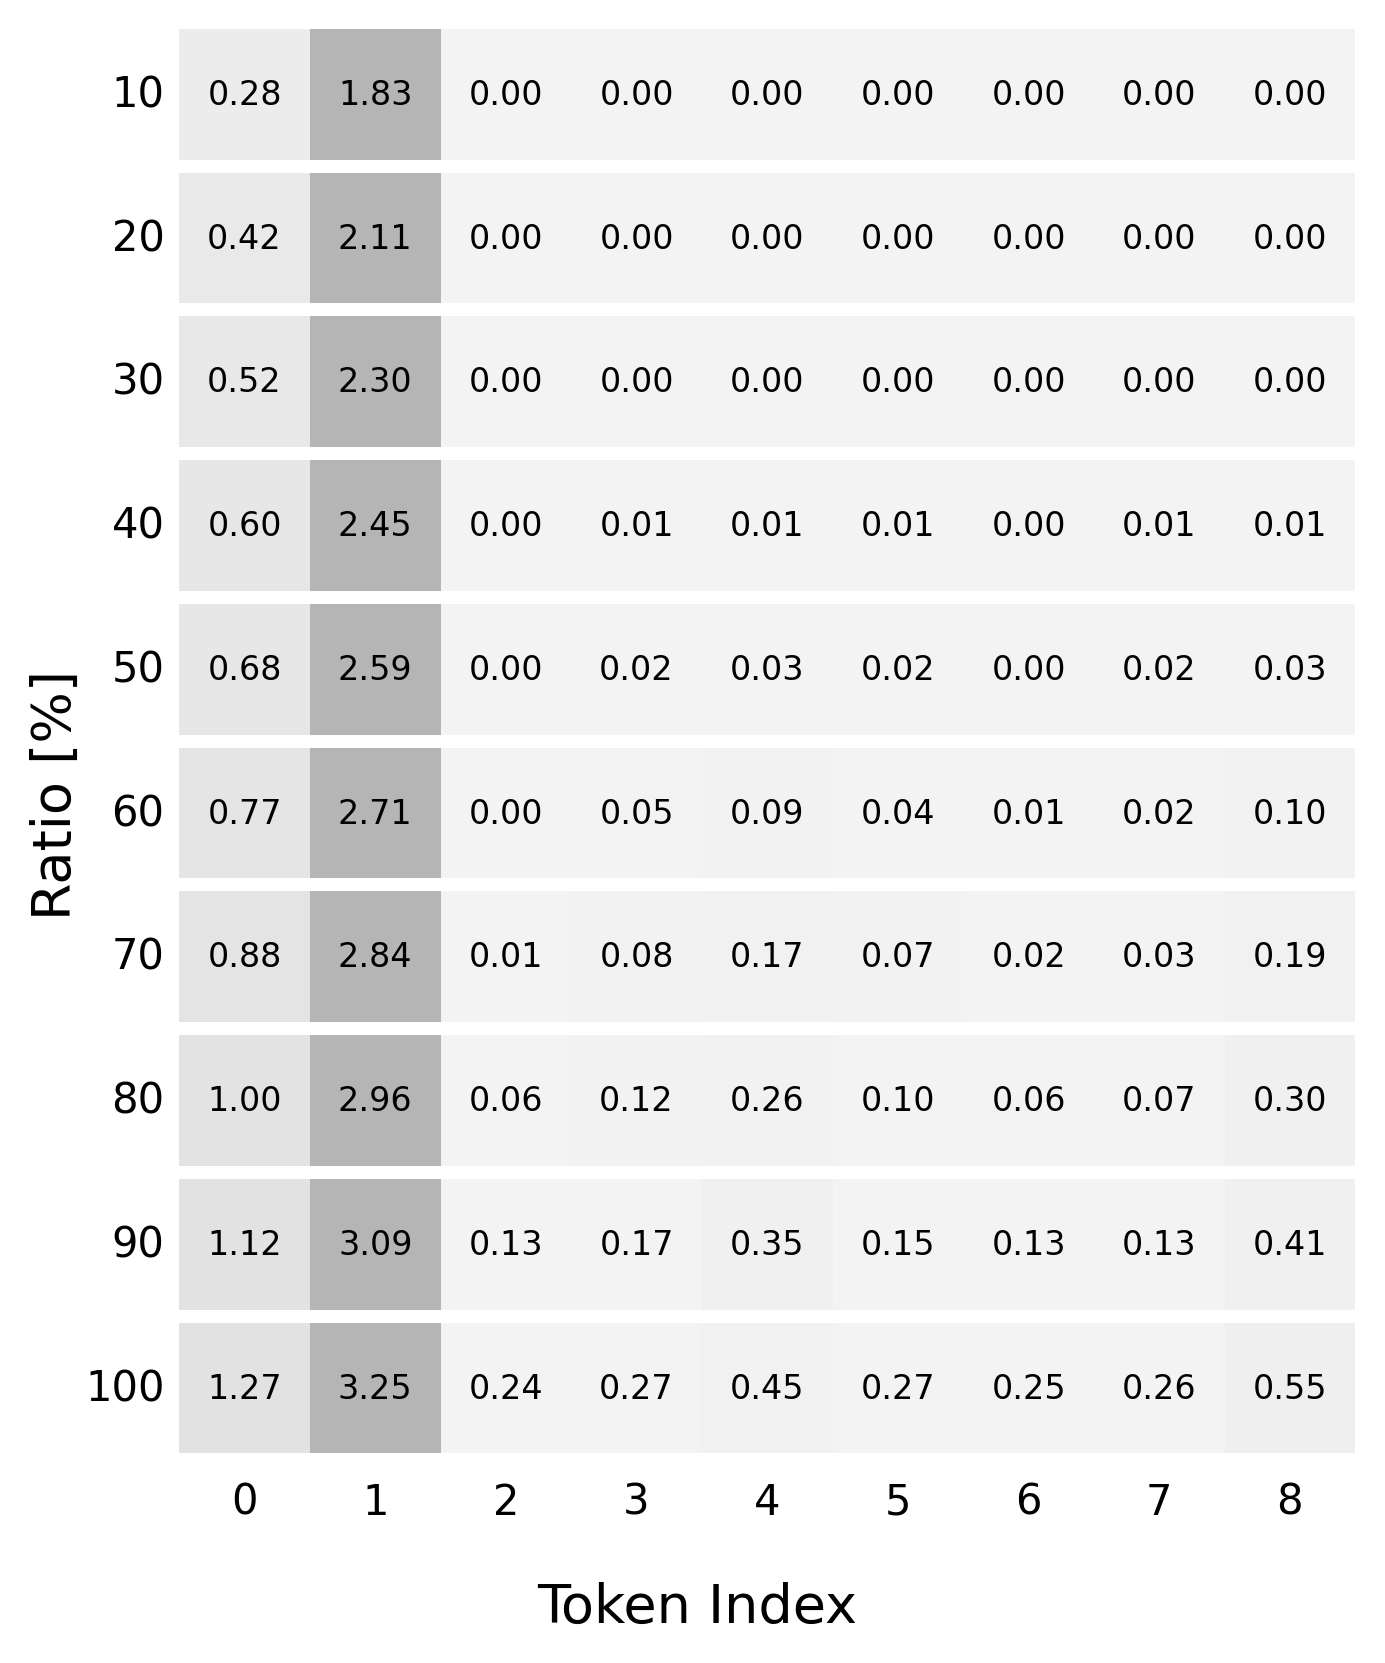 10 0.28 1.83 0.00 0.00 0.00 0.00 0.00 0.00 0.00
20 0.42 2.11 0.00 0.00 0.00 0.00 0.00 0.00 0.00
30 0.52 2.30 0.00 0.00 0.00 0.00 0.00 0.00 0.00
40 0.60 2.45 0.00 0.01 0.01 0.01 0.00 0.01 0.01
50 0.68 2.59 0.00 0.02 0.03 0.02 0.00 0.02 0.03
60 0.77 2.71 0.00 0.05 0.09 0.04 0.01 0.02 0.10
70 0.88 2.84 0.01 0.08 0.17 0.07 0.02 0.03 0.19
80 1.00 2.96 0.06 0.12 0.26 0.10 0.06 0.07 0.30
90 1.12 3.09 0.13 0.17 0.35 0.15 0.13 0.13 0.41
100 1.27 3.25 0.24 0.27 0.45 0.27 0.25 0.26 0.55
0 1 2 3 4 5 6 7 8
Token Index
Ratio [%]